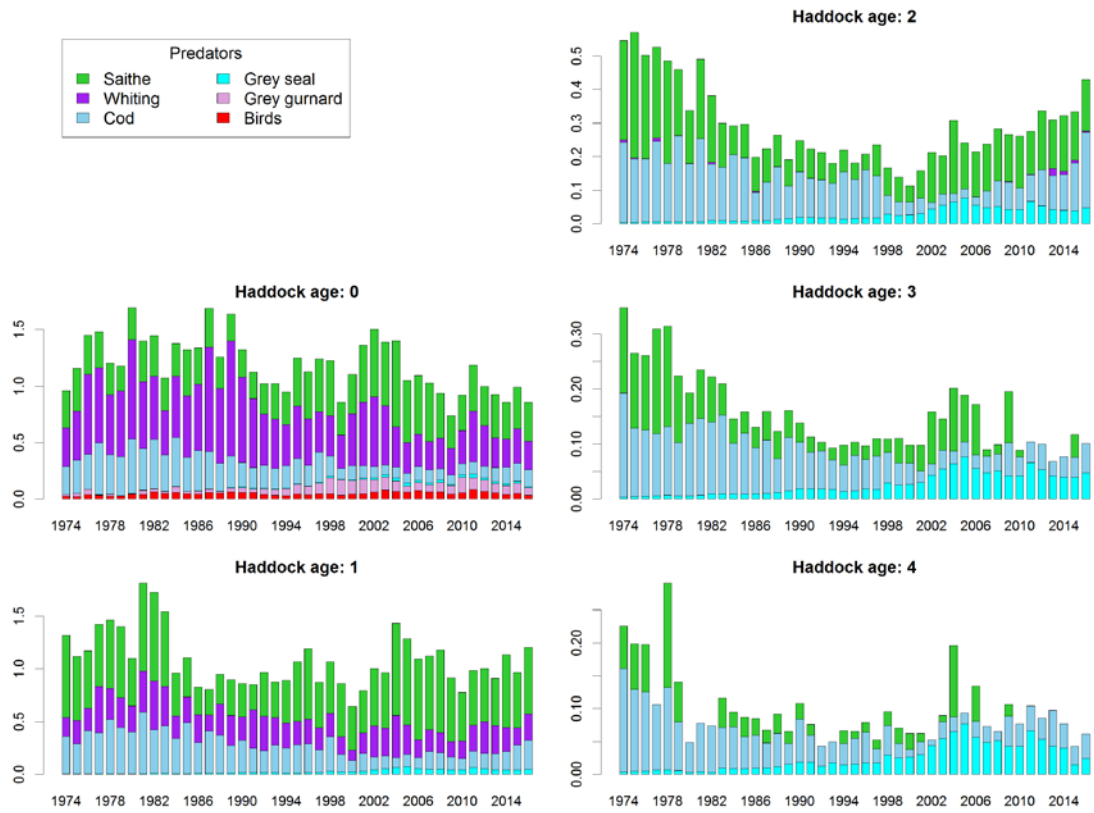 Predators
Saithe Grey seal
Whiting Grey gurnard
Cod Birds
Haddock age: 2
0.0 0.1 0.2 0.3 0.4 0.5
1974 1978 1982 1986 1990 1994 1998 2002 2006 2010 2014
Haddock age: 0
0.0 0.5 1.0 1.5
1974 1978 1982 1986 1990 1994 1998 2002 2006 2010 2014
Haddock age: 3
0.00 0.10 0.20 0.30
1974 1978 1982 1986 1990 1994 1998 2002 2006 2010 2014
Haddock age: 1
0.0 0.5 1.0 1.5
1974 1978 1982 1986 1990 1994 1998 2002 2006 2010 2014
Haddock age: 4
0.00 0.10 0.20
1974 1978 1982 1986 1990 1994 1998 2002 2006 2010 2014